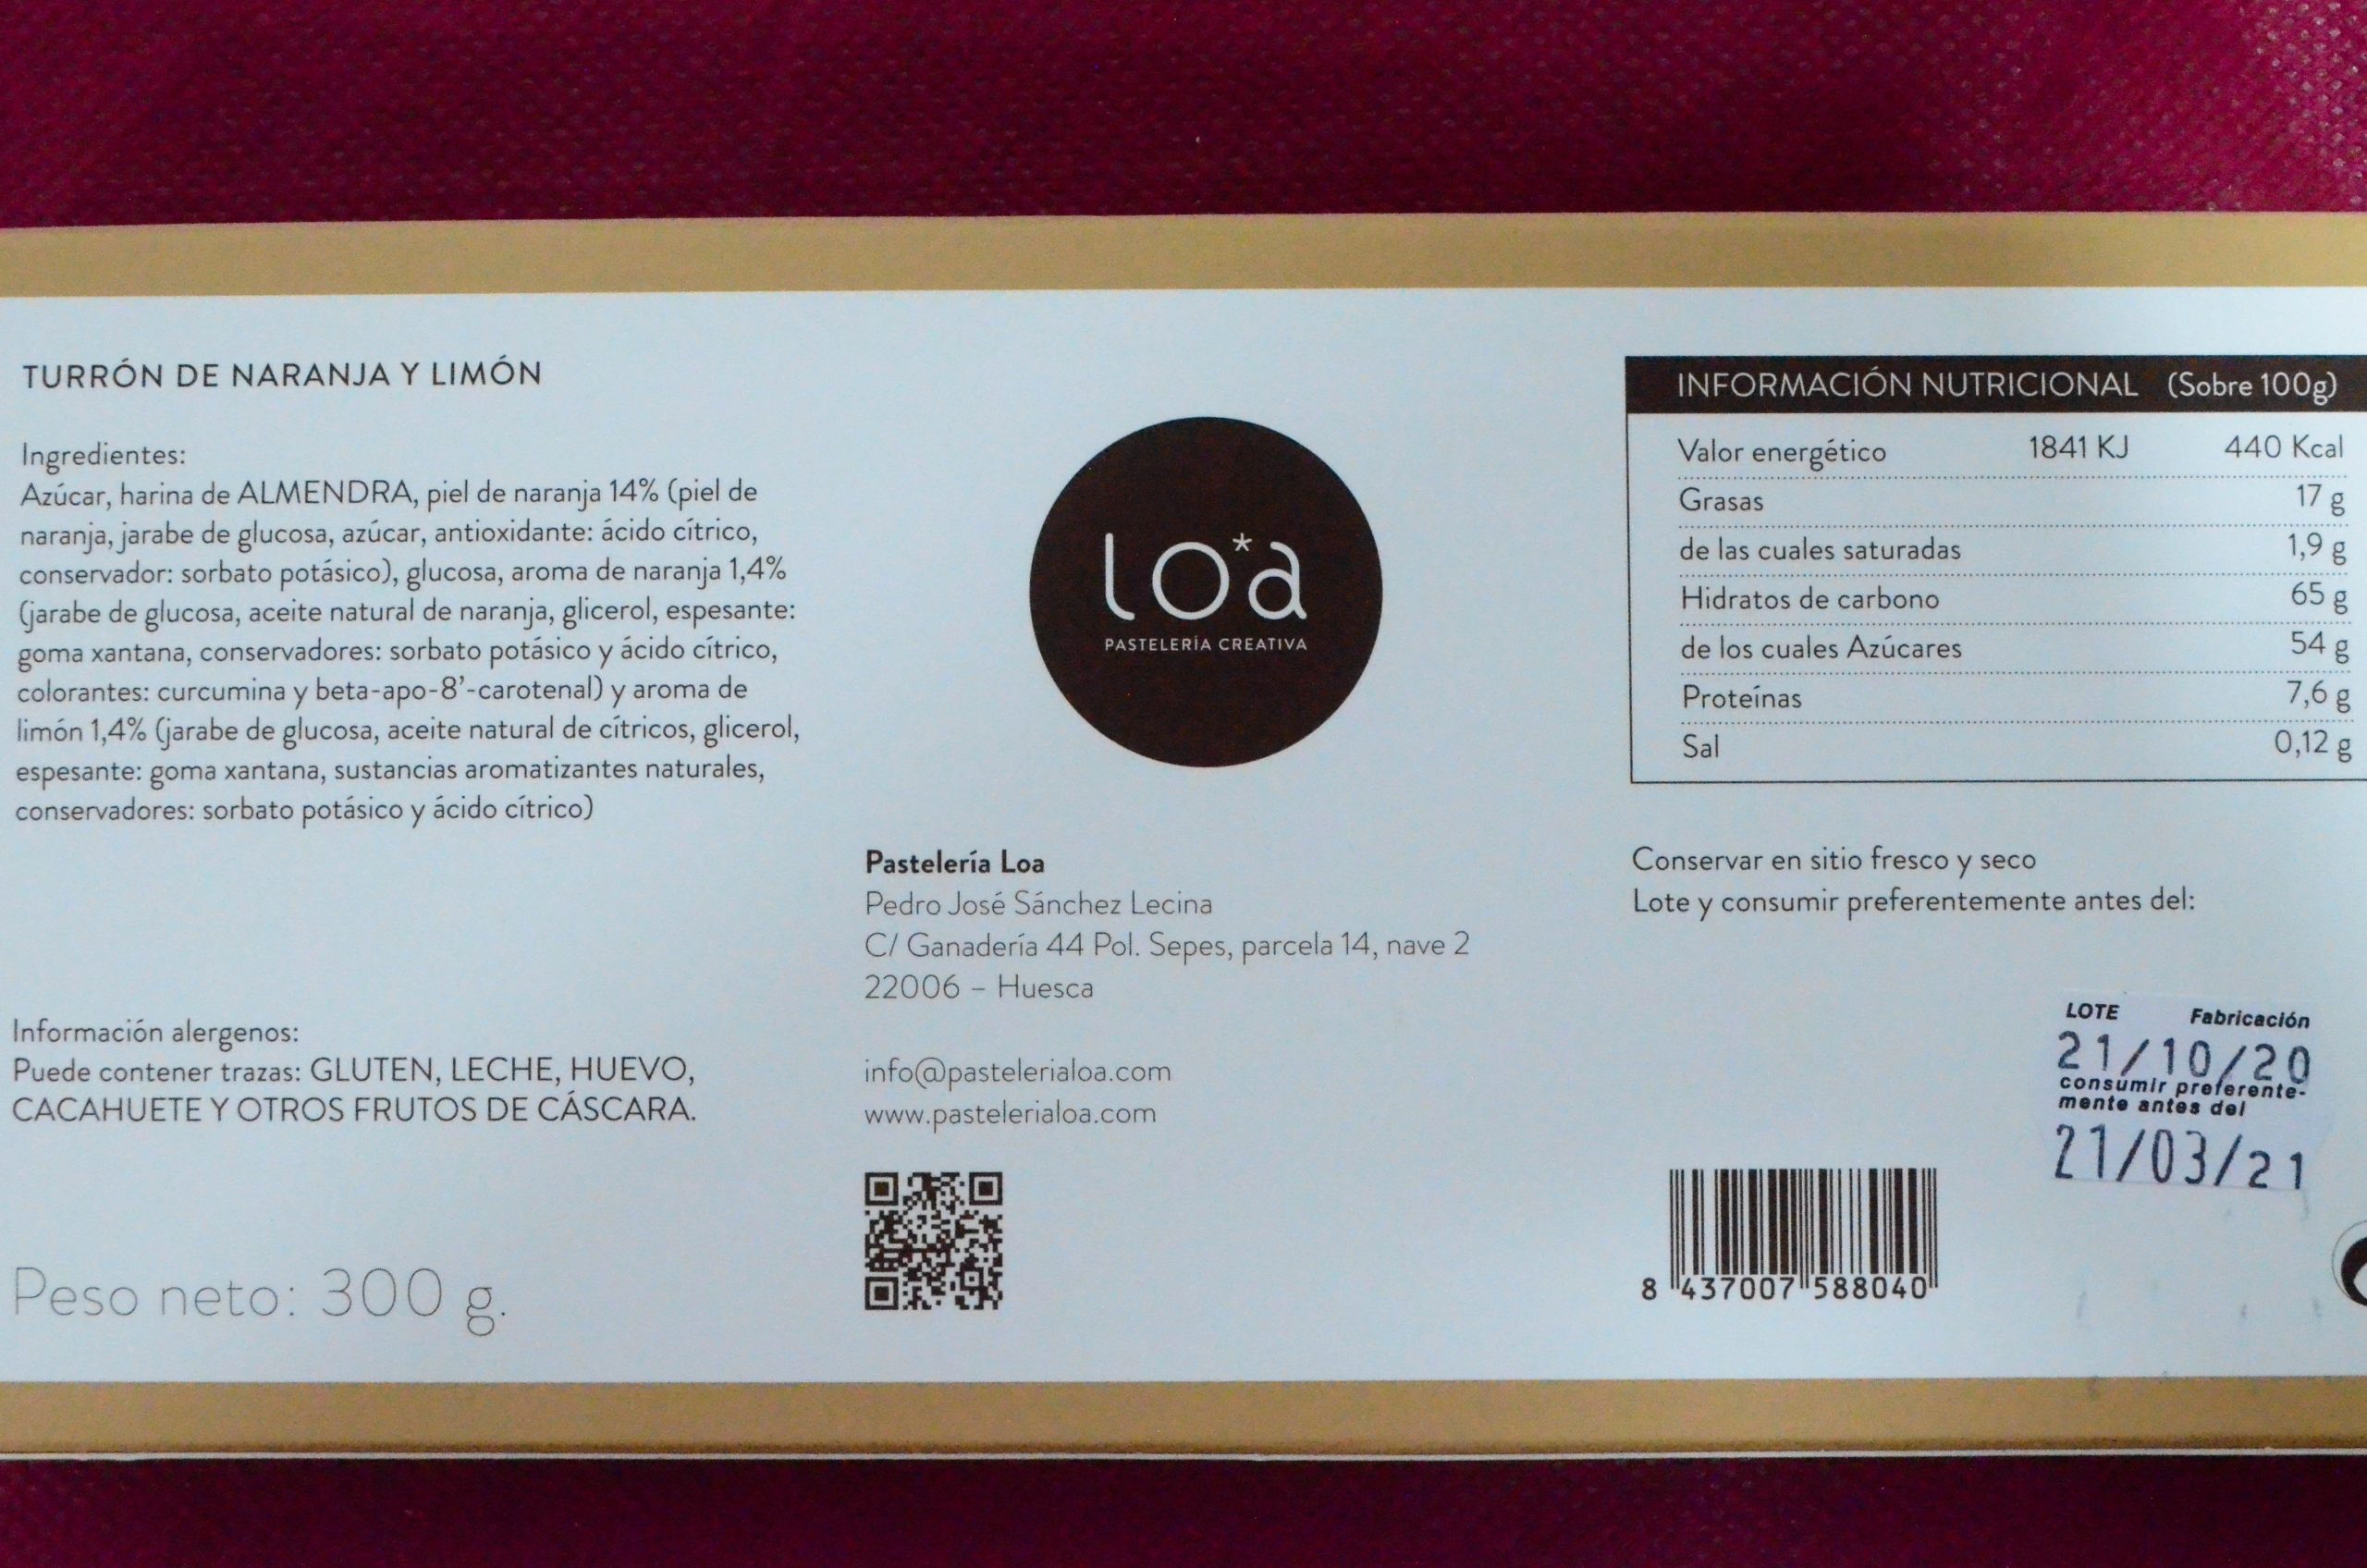 TURRÓN DE NARANJA Y LIMÓN
Ingredientes:
Azúcar, harina de ALMENDRA, piel de naranja 14% (piel de
naranja, jarabe de glucosa, azúcar, antioxidante: ácido cítrico,
conservador: sorbato potásico), glucosa, aroma de naranja 1,4%
(jarabe de glucosa, aceite natural de naranja, glicerol, espesante:
goma xantana, conservadores: sorbato potásico y ácido cítrico,
colorantes: curcumina y beta-apo-8’-carotenal) y aroma de
limón 1,4% (jarabe de glucosa, aceite natural de cítricos, glicerol,
espesante: goma xantana, sustancias aromatizantes naturales,
conservadores: sorbato potásico y ácido cítrico)
Información alergenos:
Puede contener trazas: GLUTEN, LECHE, HUEVO,
CACAHUETE Y OTROS FRUTOS DE CÁSCARA.
Peso neto: 300 g.
lo*a
PASTELERÍA CREATIVA
Pastelería Loa
Pedro José Sánchez Lecina
C/ Ganadería 44 Pol. Sepes, parcela 14, nave 2
22006 – Huesca
info@pastelerialoa.com
www.pastelerialoa.com
INFORMACIÓN NUTRICIONAL (Sobre 100g)
Valor energético 1841 KJ 440 Kcal
Grasas 17 g
de las cuales saturadas 1,9 g
Hidratos de carbono 65 g
de los cuales Azúcares 54 g
Proteínas 7,6 g
Sal 0,12 g
Conservar en sitio fresco y seco
Lote y consumir preferentemente antes del:
LOTE Fabricación
21/10/20
consumir preferente-
mente antes del
21/03/21
8 437007 588040